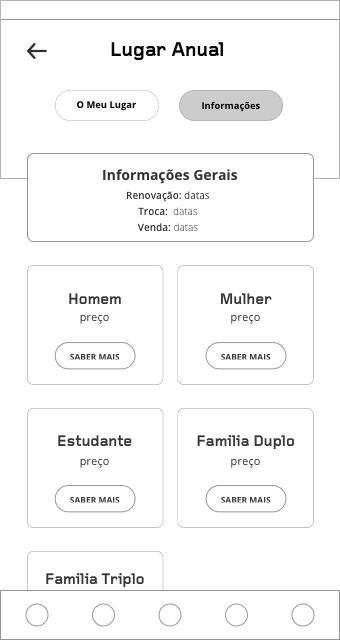 Lugar Anual
O Meu Lugar
Informações
Informações Gerais
Renovação: datas
Troca: datas
Venda: datas
Homem
preço
SABER MAIS
Mulher
preço
SABER MAIS
Estudante
preço
SABER MAIS
Família Duplo
preço
SABER MAIS
Família Triplo